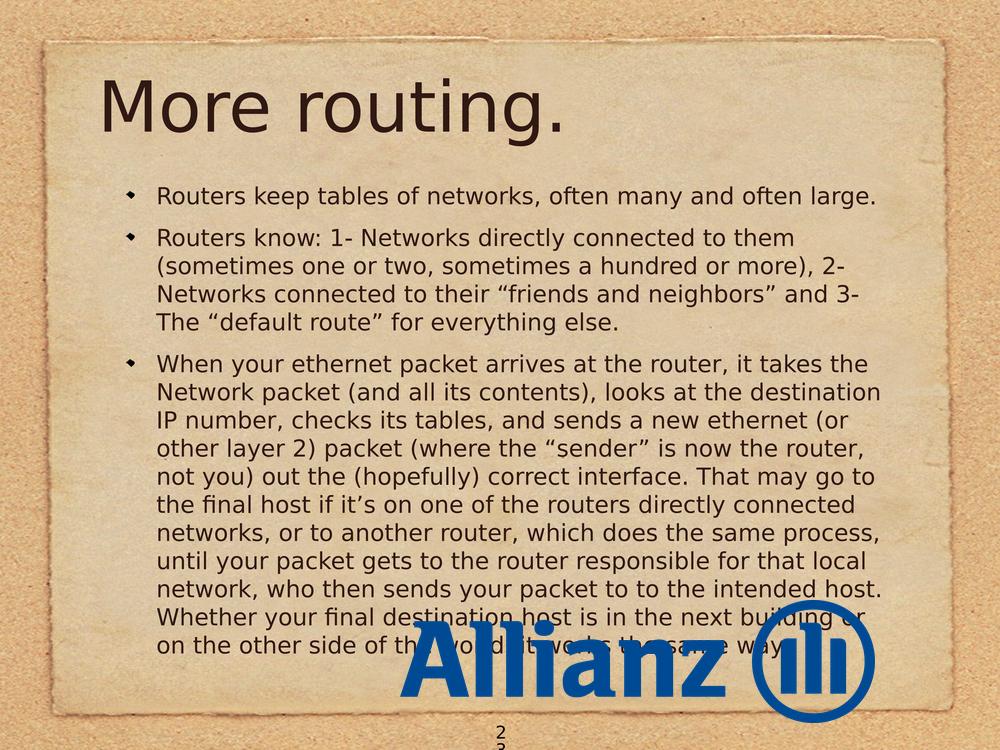 More routing.
Routers keep tables of networks, often many and often large.
Routers know: 1- Networks directly connected to them
(sometimes one or two, sometimes a hundred or more), 2-
Networks connected to their “friends and neighbors” and 3-
The “default route” for everything else.
When your ethernet packet arrives at the router, it takes the
Network packet (and all its contents), looks at the destination
IP number, checks its tables, and sends a new ethernet (or
other layer 2) packet (where the “sender” is now the router,
not you) out the (hopefully) correct interface. That may go to
the final host if it’s on one of the routers directly connected
networks, or to another router, which does the same process,
until your packet gets to the router responsible for that local
network, who then sends your packet to to the intended host.
Whether your final destination host is in the next building or
on the other side of the world, it works the same way
Allianz
2
3